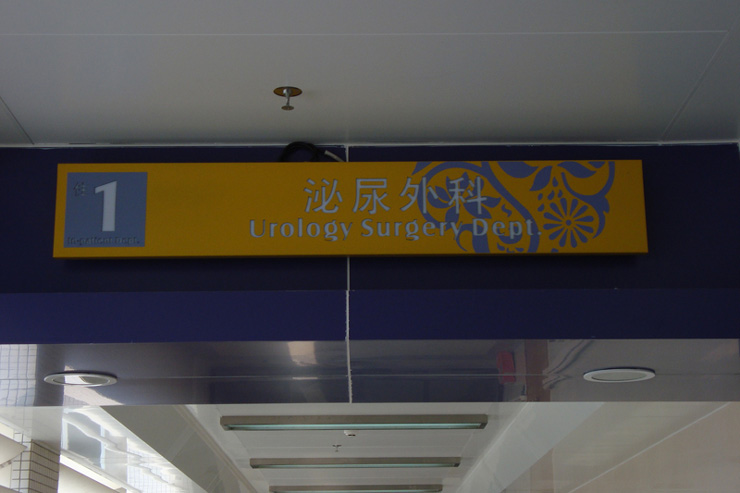 1
泌尿外科
Urology Surgery Dept.